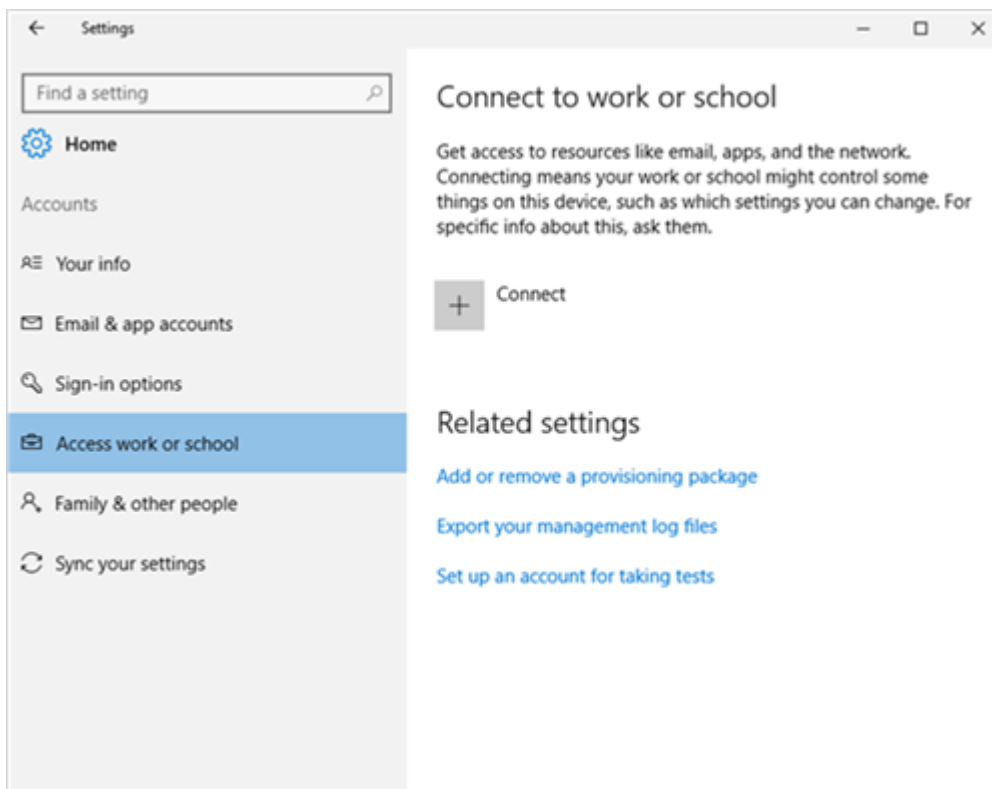 Settings
Find a setting
Home
Accounts
Your info
Email & app accounts
Sign-in options
Access work or school
Family & other people
Sync your settings
Connect to work or school
Get access to resources like email, apps, and the network.
Connecting means your work or school might control some
things on this device, such as which settings you can change. For
specific info about this, ask them.
Connect
Related settings
Add or remove a provisioning package
Export your management log files
Set up an account for taking tests